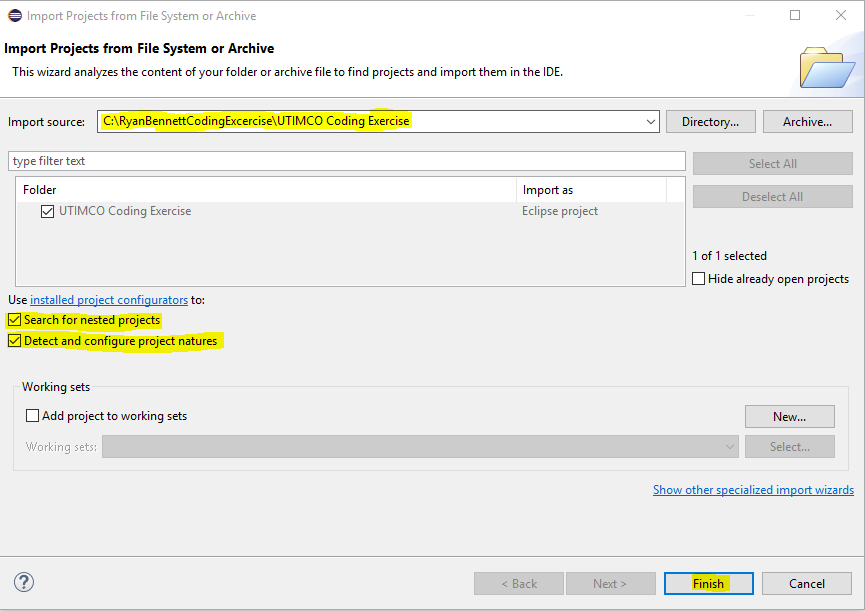 Import Projects from File System or Archive
Import Projects from File System or Archive
This wizard analyzes the content of your folder or archive file to find projects and import them in the IDE.
Import source: C:\RyanBennettCodingExcercise\UTIMCO Coding Exercise Directory... Archive...
type filter text Select All
Folder Import as Deselect All
UTIMCO Coding Exercise Eclipse project
1 of 1 selected
Hide already open projects
Use installed project configurators to:
Search for nested projects
Detect and configure project natures
Working sets
Add project to working sets New...
Working sets: Select...
Show other specialized import wizards
? < Back Next > Finish Cancel